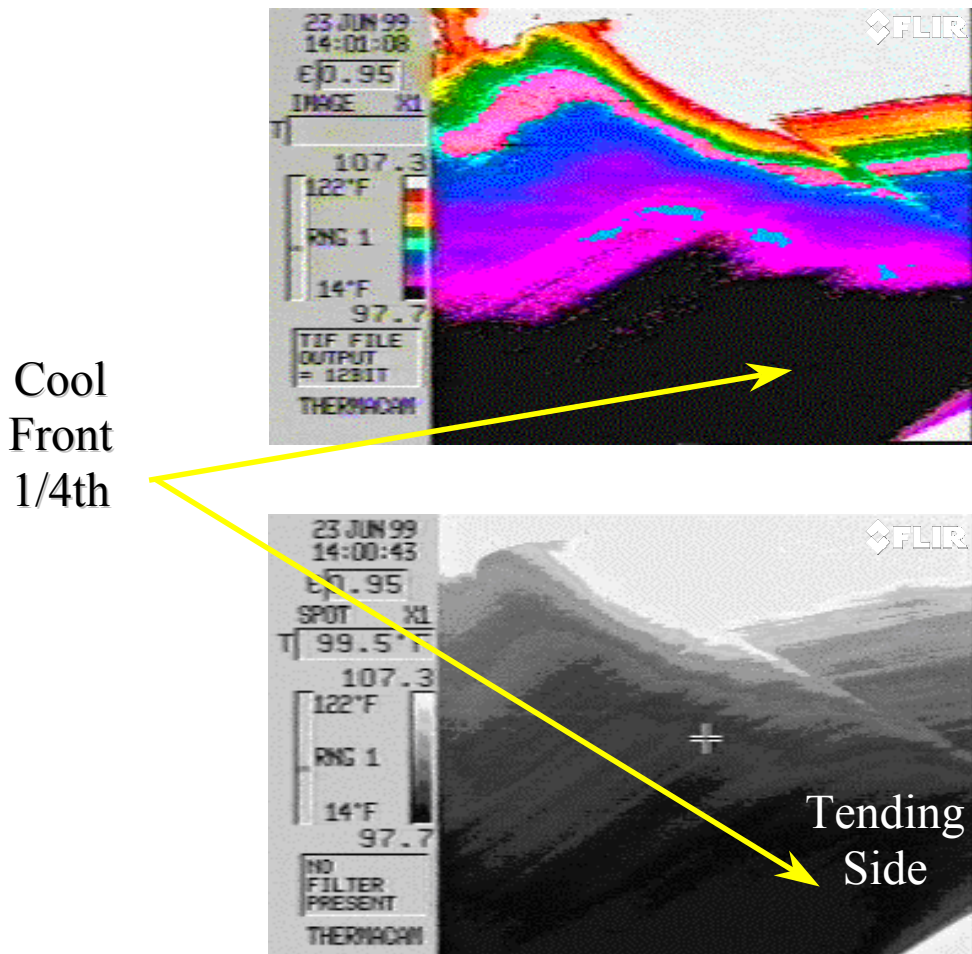 23 JUN 99
14:01:08
ε 0.95
IMAGE X1
T
107.3
122°F
RNG 1
14°F
97.7
TIF FILE
OUTPUT
= 12BIT
THERMACAM
FLIR
Cool
Front
1/4th
23 JUN 99
14:00:43
ε 0.95
SPOT X1
T 99.5°F
107.3
122°F
RNG 1
14°F
97.7
NO
FILTER
PRESENT
THERMACAM
FLIR
Tending
Side